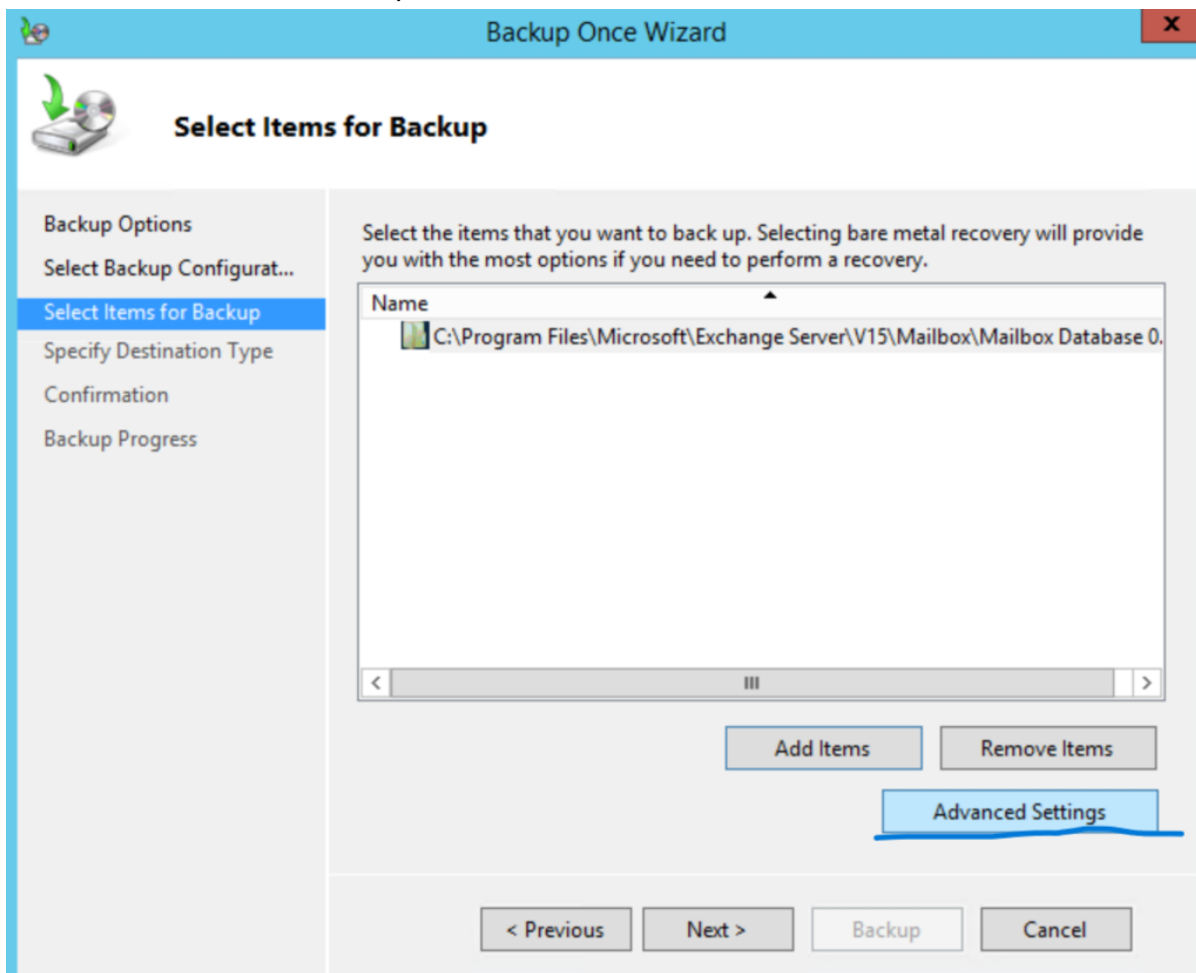 Backup Once Wizard
x
Select Items for Backup
Backup Options
Select Backup Configurat...
Select Items for Backup
Specify Destination Type
Confirmation
Backup Progress
Select the items that you want to back up. Selecting bare metal recovery will provide
you with the most options if you need to perform a recovery.
Name
C:\Program Files\Microsoft\Exchange Server\V15\Mailbox\Mailbox Database 0.
Add Items
Remove Items
Advanced Settings
< Previous
Next >
Backup
Cancel